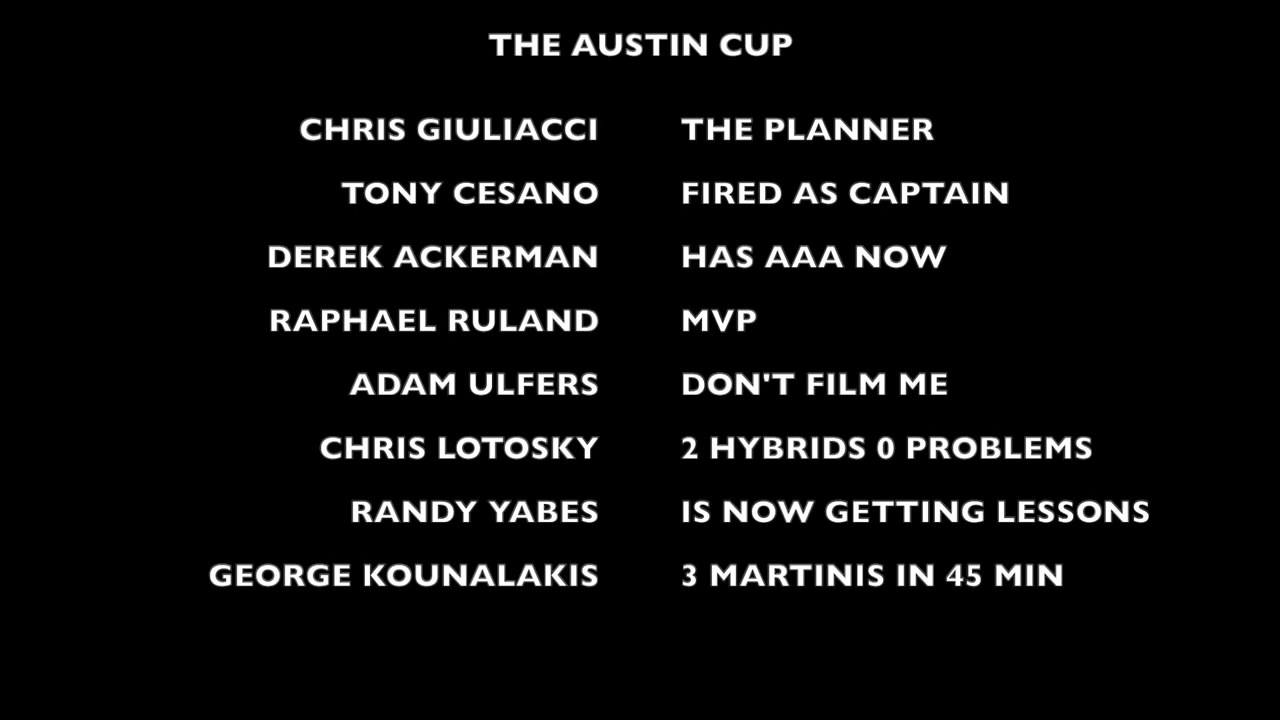 THE AUSTIN CUP
CHRIS GIULIACCI THE PLANNER
TONY CESANO FIRED AS CAPTAIN
DEREK ACKERMAN HAS AAA NOW
RAPHAEL RULAND MVP
ADAM ULFERS DON'T FILM ME
CHRIS LOTOSKY 2 HYBRIDS 0 PROBLEMS
RANDY YABES IS NOW GETTING LESSONS
GEORGE KOUNALAKIS 3 MARTINIS IN 45 MIN